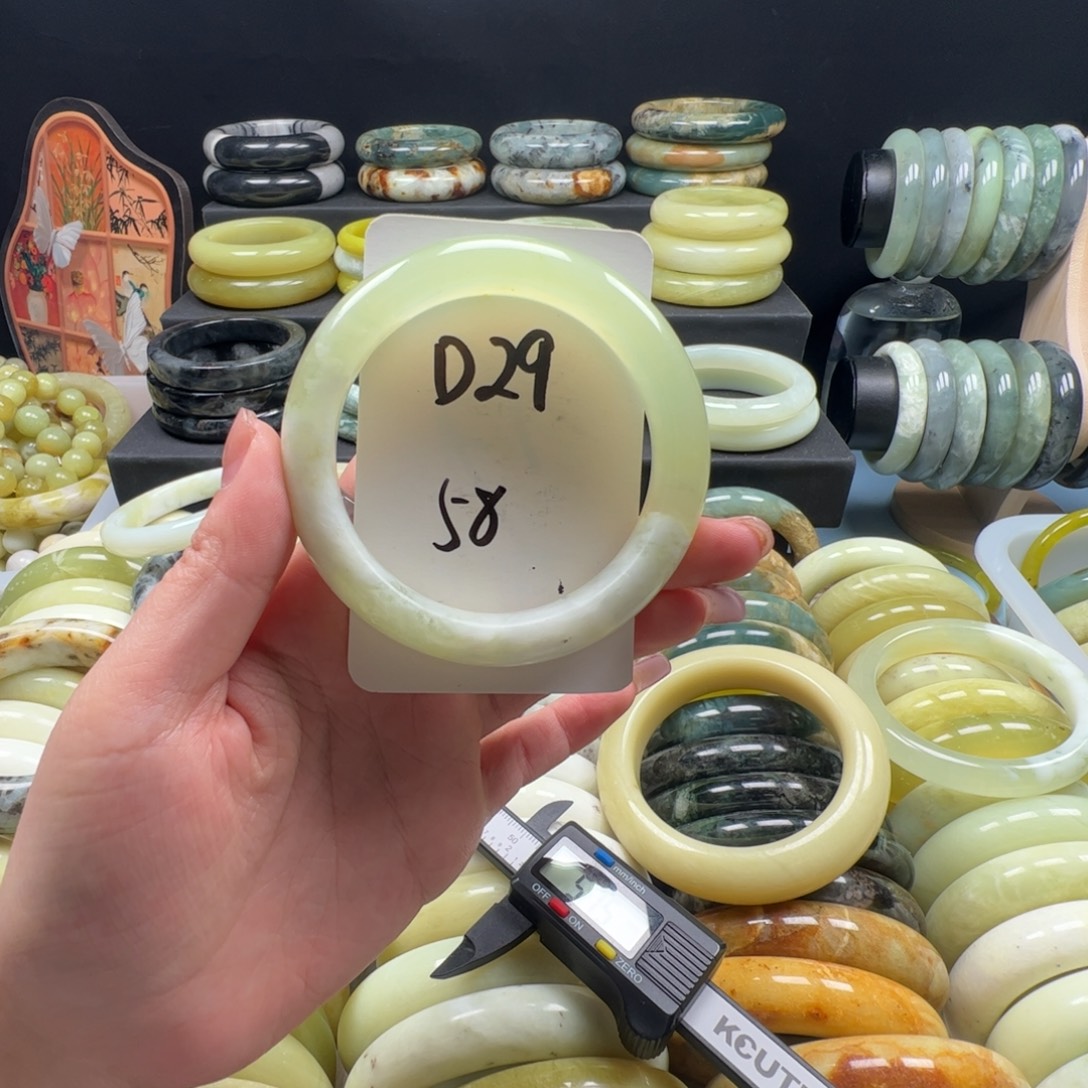 D29
58
mm/inch
OFF
ON
ZERO
KCUT